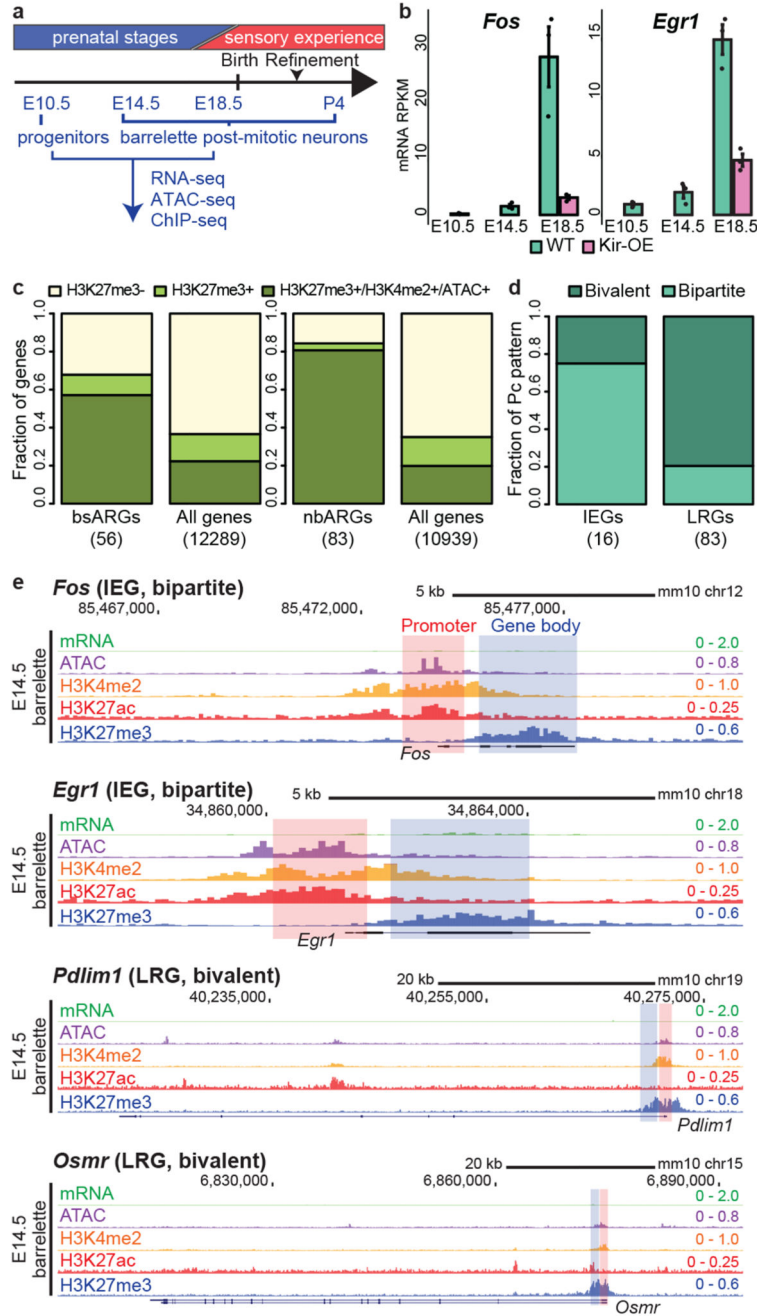 a
prenatal stages
sensory experience
Birth Refinement
E10.5
E14.5
E18.5
P4
progenitors
barrelette post-mitotic neurons
RNA-seq
ATAC-seq
ChIP-seq
b
Fos
Egr1
mRNA RPKM
30
20
10
0
15
10
5
0
E10.5
E14.5
E18.5
E10.5
E14.5
E18.5
WT
Kir-OE
c
H3K27me3-
H3K27me3+
H3K27me3+/H3K4me2+/ATAC+
Fraction of genes
1.0
0.8
0.6
0.4
0.2
0.0
1.0
0.8
0.6
0.4
0.2
0.0
bsARGs
(56)
All genes
(12289)
nbARGs
(83)
All genes
(10939)
d
Bivalent
Bipartite
Fraction of Pc pattern
1.0
0.8
0.6
0.4
0.2
0.0
IEGs
(16)
LRGs
(83)
e
Fos (IEG, bipartite)
5 kb
mm10 chr12
85,467,000
85,472,000
85,477,000
Promoter
Gene body
E14.5
barrelette
mRNA
0 - 2.0
ATAC
0 - 0.8
H3K4me2
0 - 1.0
H3K27ac
0 - 0.25
H3K27me3
0 - 0.6
Fos
Egr1 (IEG, bipartite)
5 kb
mm10 chr18
34,860,000
34,864,000
E14.5
barrelette
mRNA
0 - 2.0
ATAC
0 - 0.8
H3K4me2
0 - 1.0
H3K27ac
0 - 0.25
H3K27me3
0 - 0.6
Egr1
Pdlim1 (LRG, bivalent)
20 kb
mm10 chr19
40,235,000
40,255,000
40,275,000
E14.5
barrelette
mRNA
0 - 2.0
ATAC
0 - 0.8
H3K4me2
0 - 1.0
H3K27ac
0 - 0.25
H3K27me3
0 - 0.6
Pdlim1
Osmr (LRG, bivalent)
20 kb
mm10 chr15
6,830,000
6,860,000
6,890,000
E14.5
barrelette
mRNA
0 - 2.0
ATAC
0 - 0.8
H3K4me2
0 - 1.0
H3K27ac
0 - 0.25
H3K27me3
0 - 0.6
Osmr